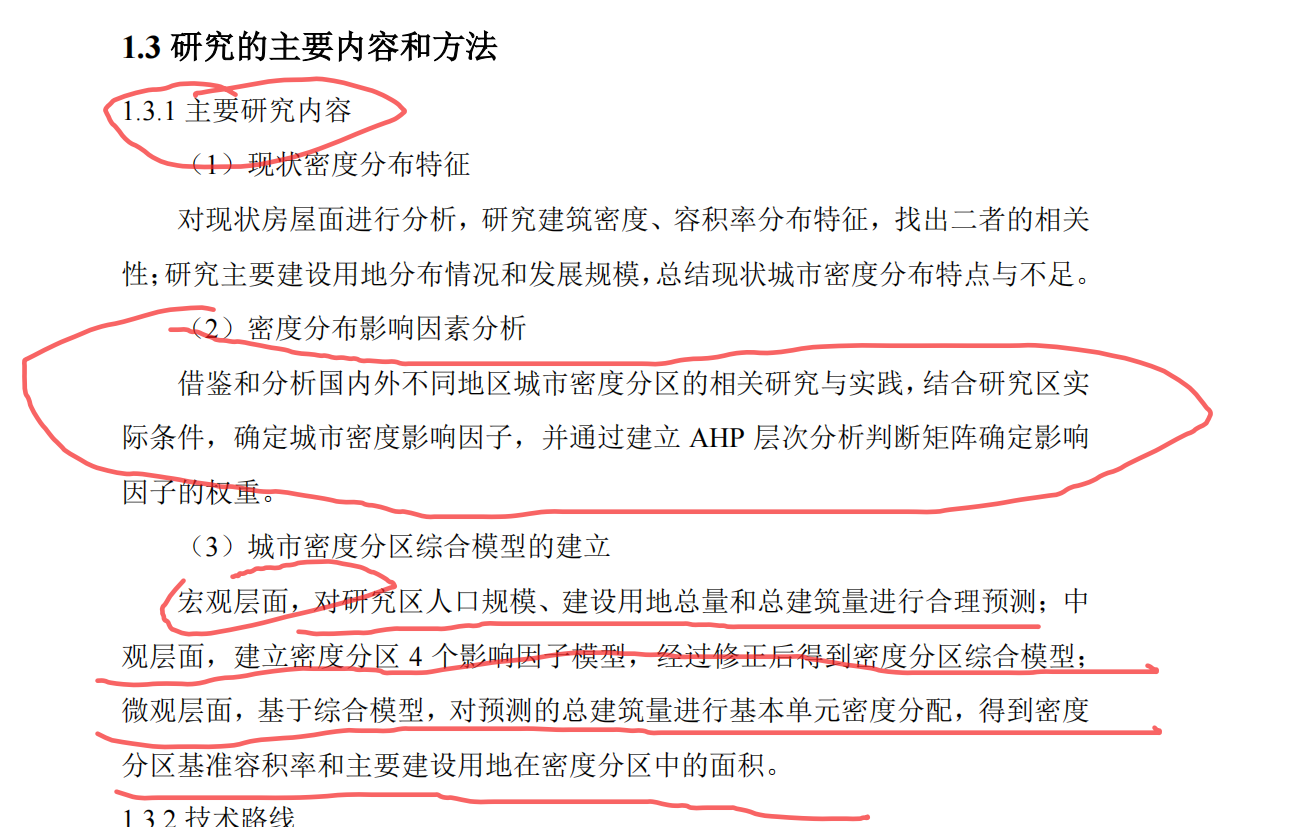 1.3 研究的主要内容和方法
1.3.1 主要研究内容
（1）现状密度分布特征
对现状房屋面进行分析，研究建筑密度、容积率分布特征，找出二者的相关
性；研究主要建设用地分布情况和发展规模，总结现状城市密度分布特点与不足。
（2）密度分布影响因素分析
借鉴和分析国内外不同地区城市密度分区的相关研究与实践，结合研究区实
际条件，确定城市密度影响因子，并通过建立 AHP 层次分析判断矩阵确定影响
因子的权重。
（3）城市密度分区综合模型的建立
宏观层面，对研究区人口规模、建设用地总量和总建筑量进行合理预测；中
观层面，建立密度分区 4 个影响因子模型，经过修正后得到密度分区综合模型；
微观层面，基于综合模型，对预测的总建筑量进行基本单元密度分配，得到密度
分区基准容积率和主要建设用地在密度分区中的面积。
1.3.2 技术路线